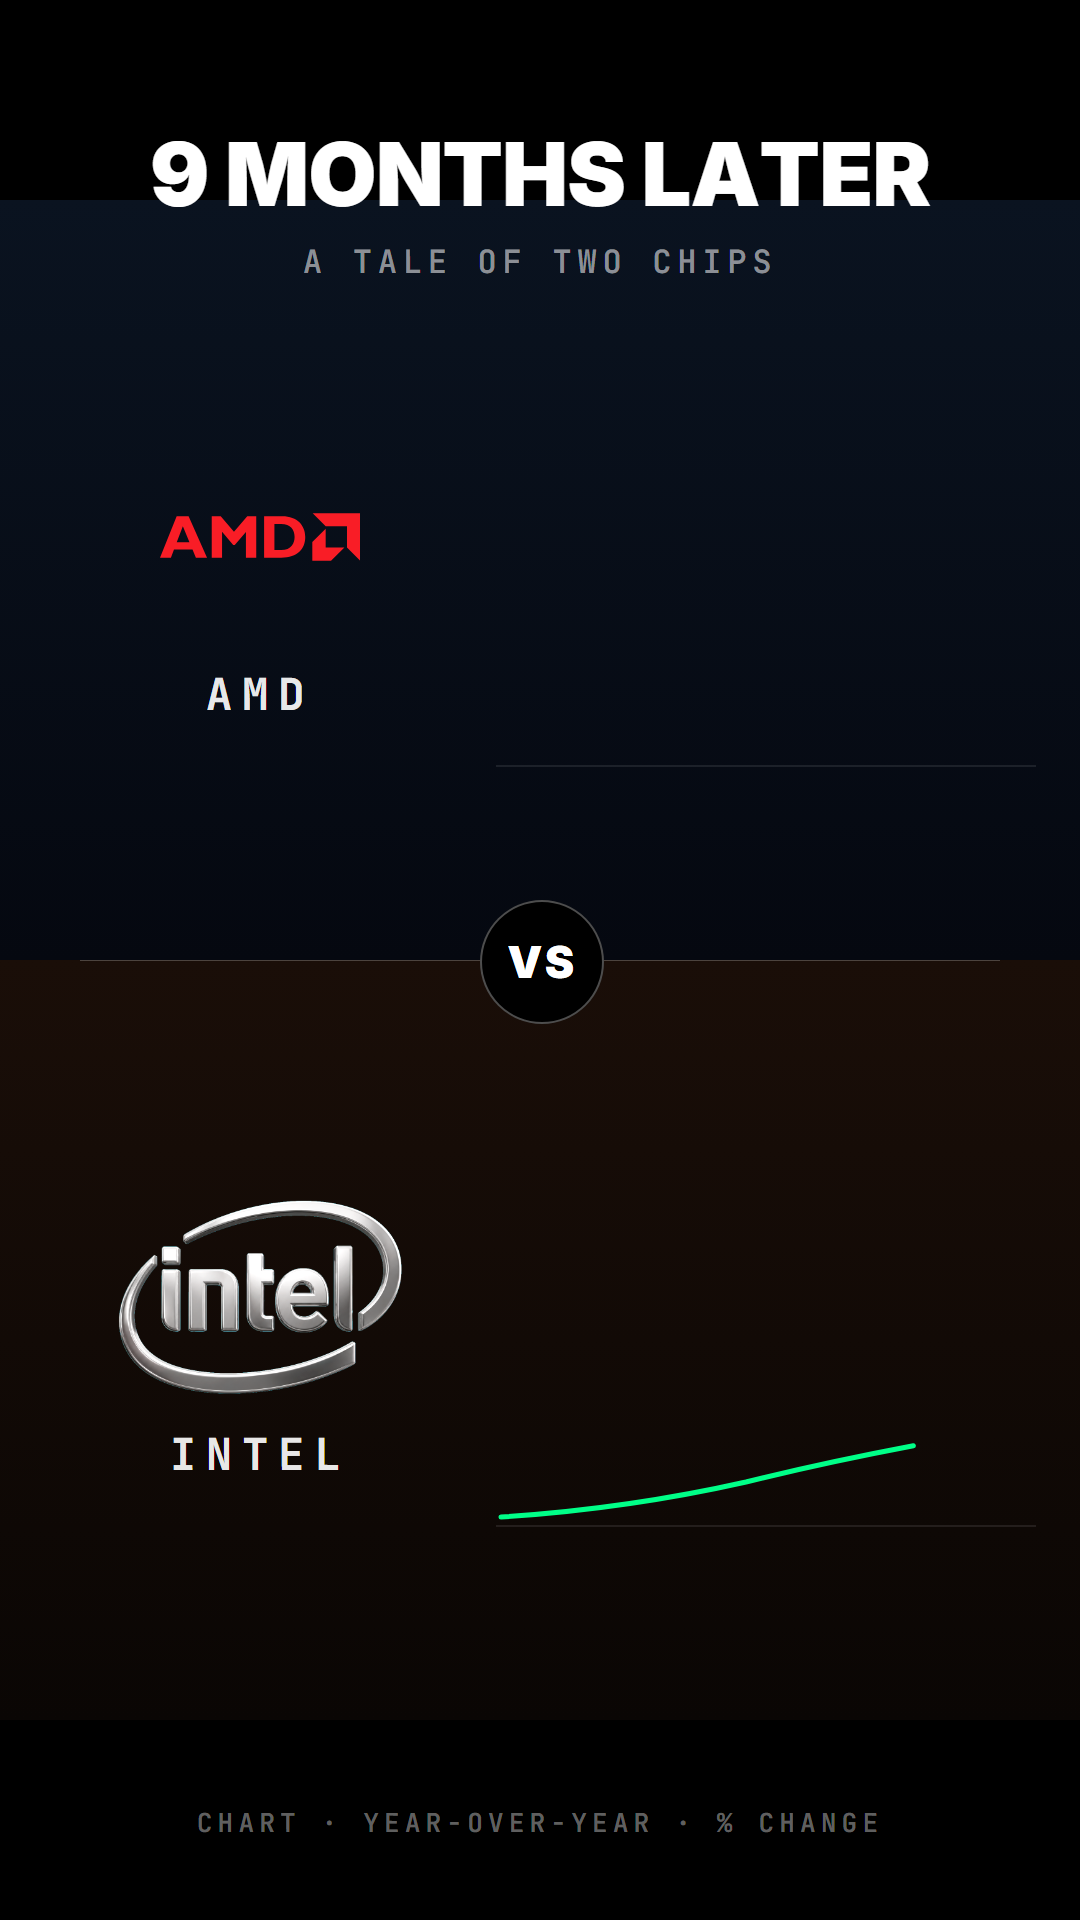 9 MONTHS LATER
A TALE OF TWO CHIPS
AMD
AMD
VS
intel
INTEL
CHART · YEAR-OVER-YEAR · % CHANGE